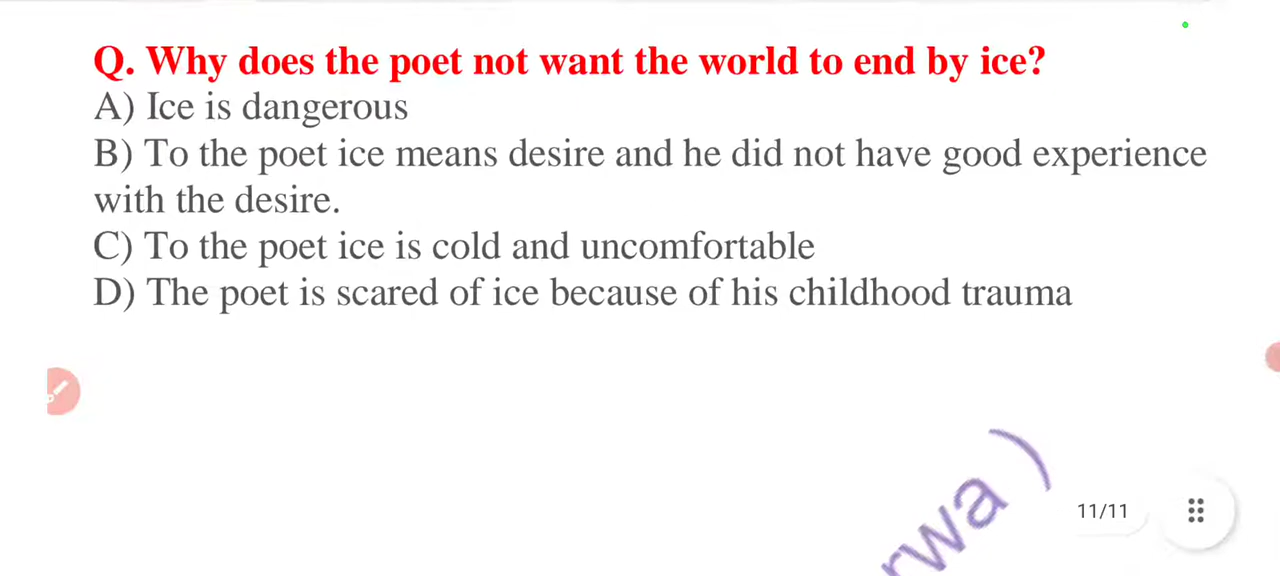 Q. Why does the poet not want the world to end by ice?
A) Ice is dangerous
B) To the poet ice means desire and he did not have good experience
with the desire.
C) To the poet ice is cold and uncomfortable
D) The poet is scared of ice because of his childhood trauma
11/11